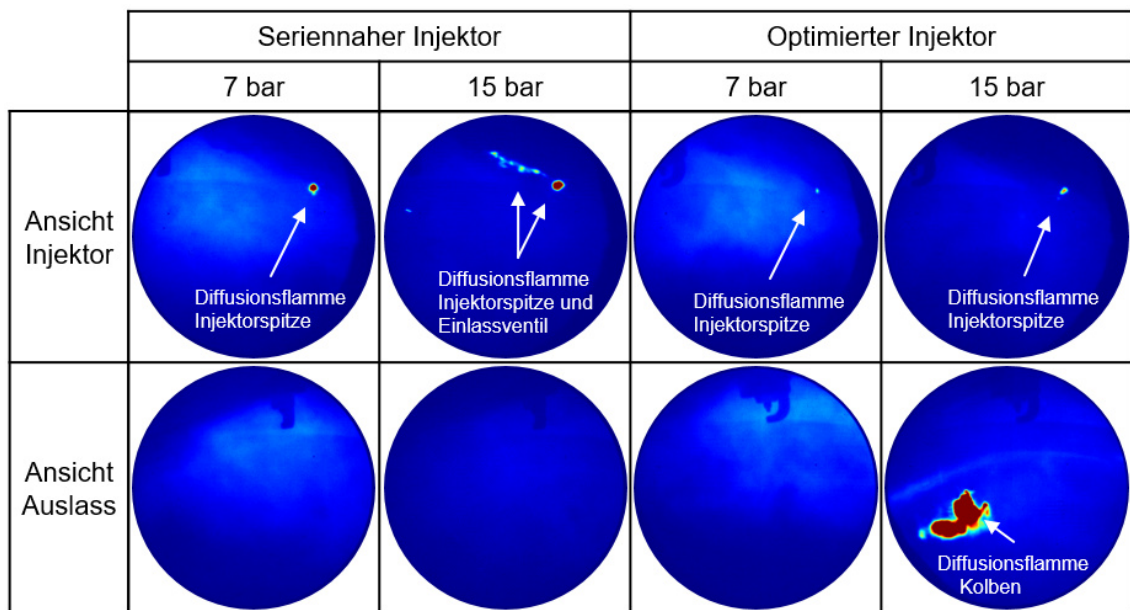 Seriennaher Injektor
Optimierter Injektor
7 bar
15 bar
7 bar
15 bar
Ansicht
Injektor
Diffusionsflamme
Injektorspitze
Diffusionsflamme
Injektorspitze und
Einlassventil
Diffusionsflamme
Injektorspitze
Diffusionsflamme
Injektorspitze
Ansicht
Auslass
Diffusionsflamme
Kolben